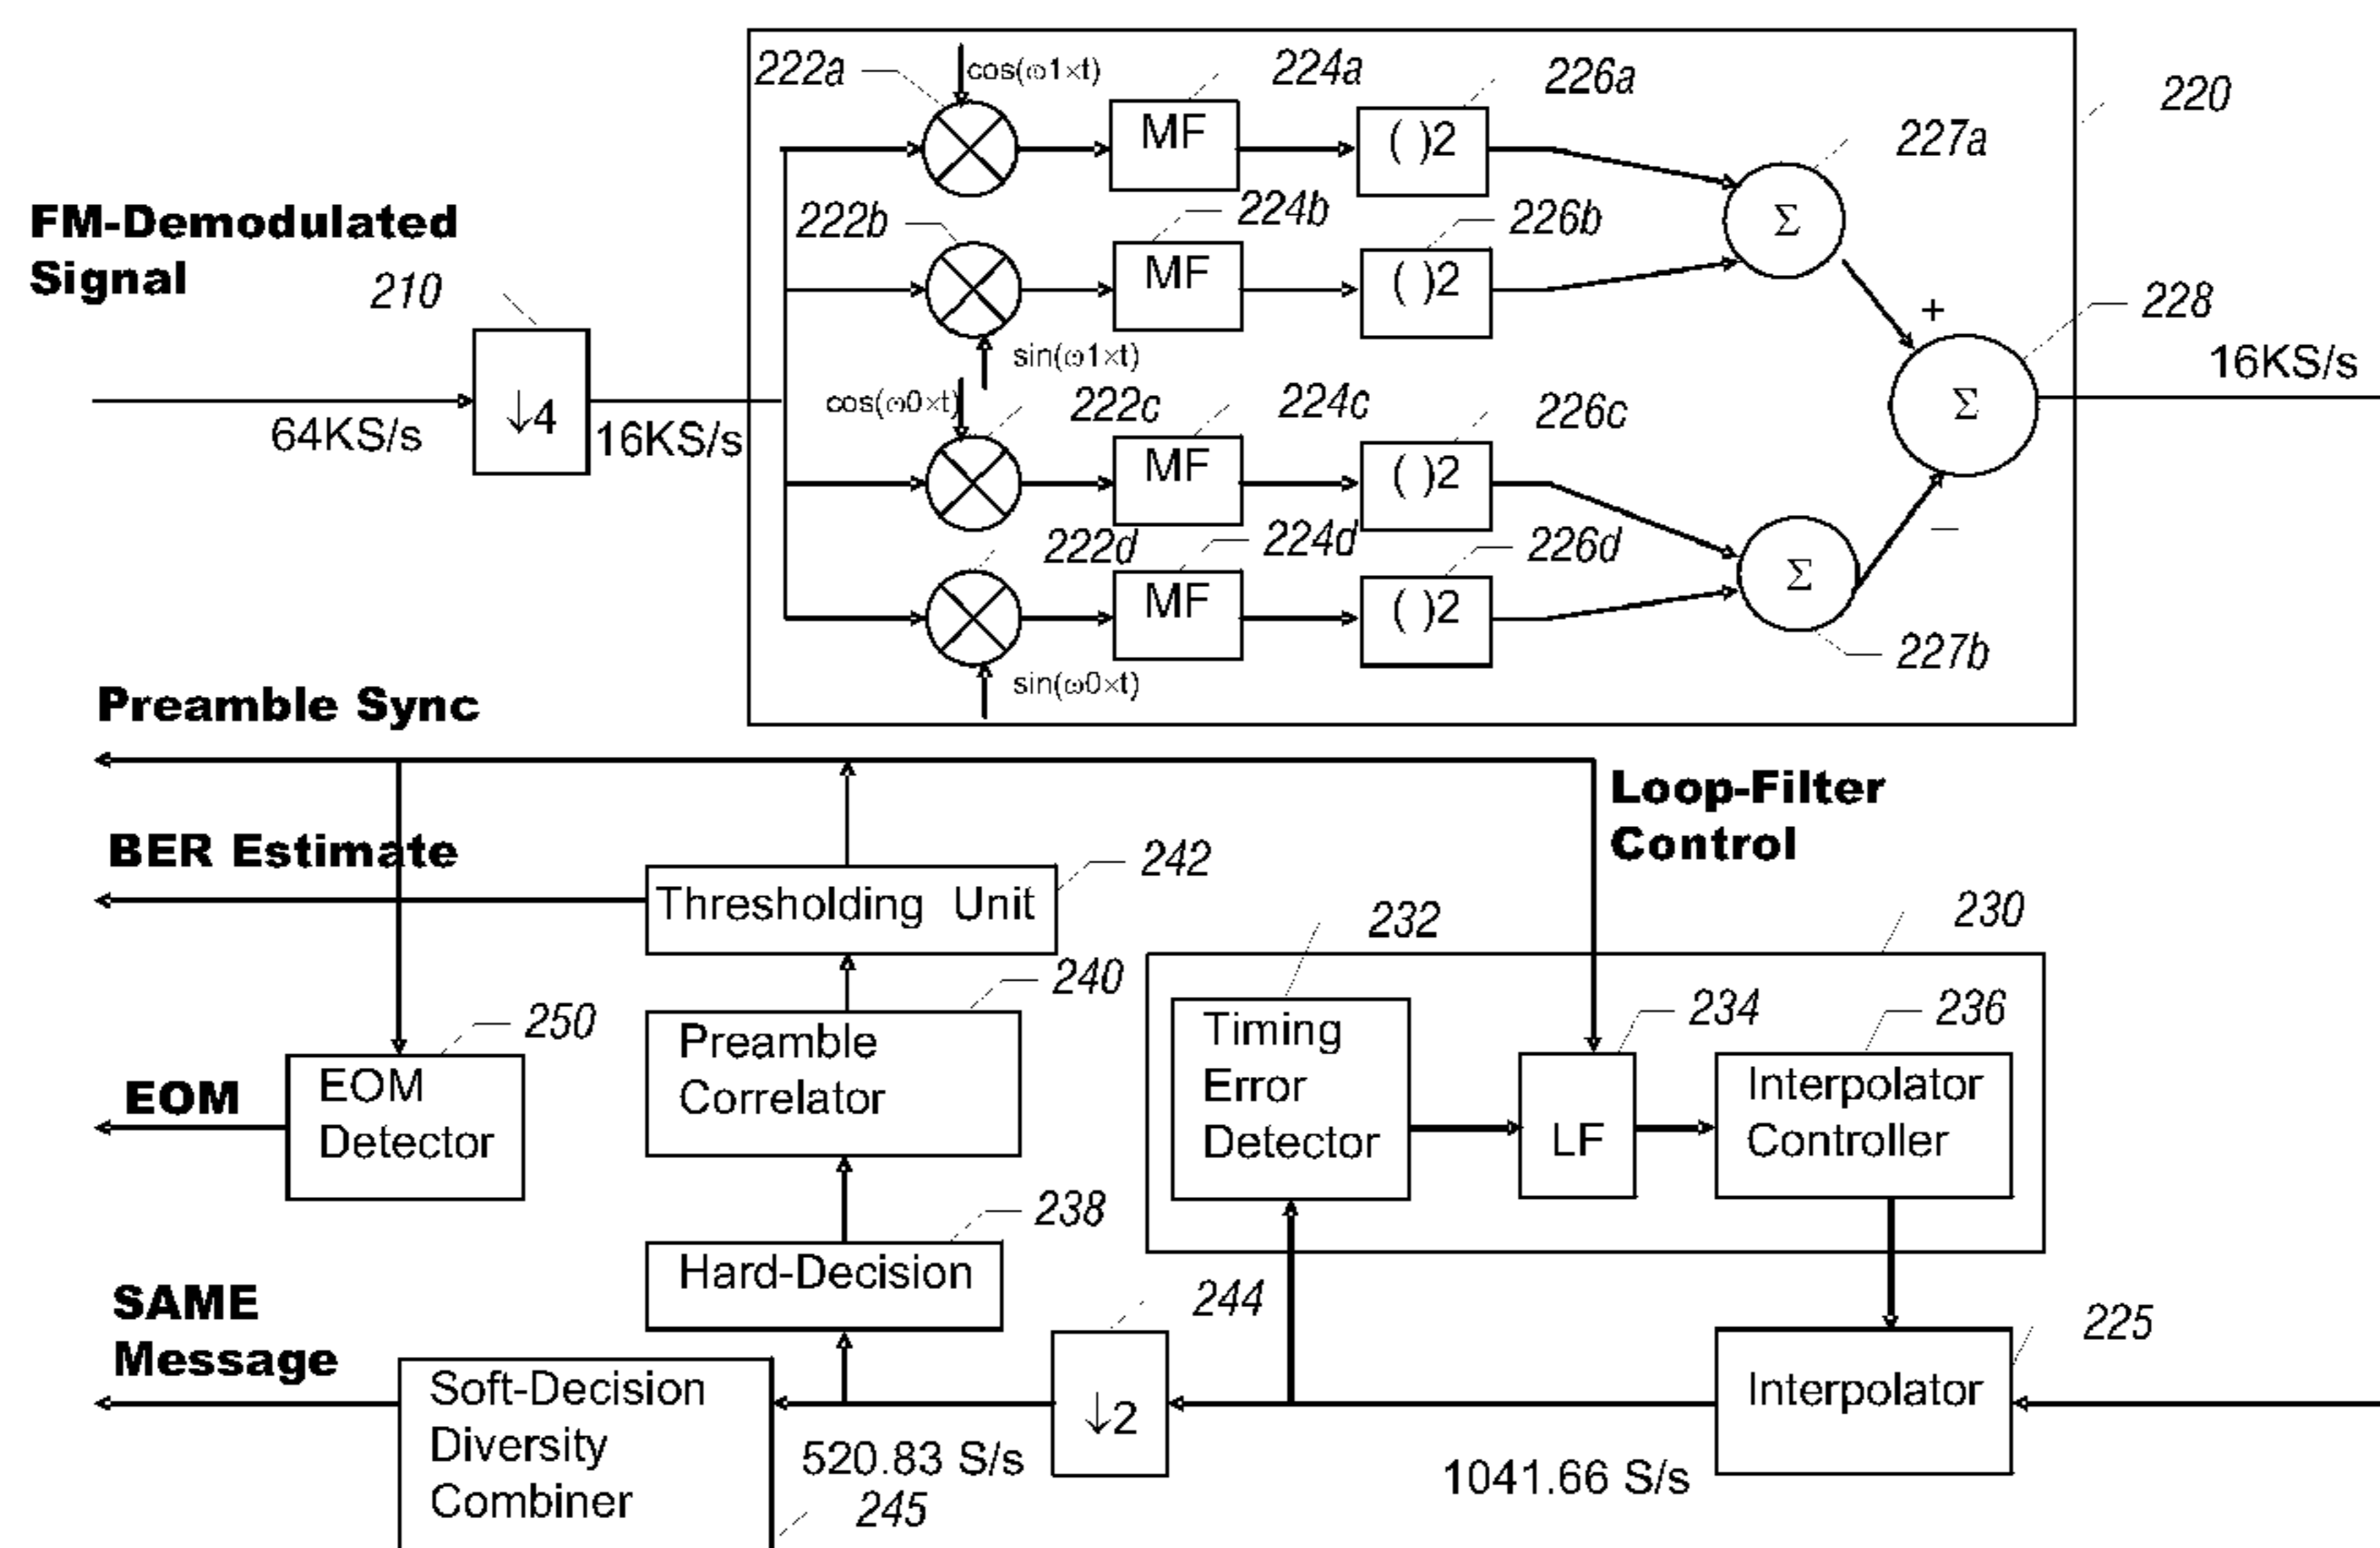 222a
cos(ω1×t)
224a
226a
220
MF
( )2
227a
FM-Demodulated
Signal
222b
224b
226b
Σ
210
MF
( )2
+
228
sin(ω1×t)
16KS/s
cos(ω0×t)
222c
224c
226c
Σ
↓4
64KS/s
16KS/s
MF
( )2
222d
224d
226d
–
MF
( )2
Σ
227b
sin(ω0×t)
Preamble Sync
Loop-Filter
Control
BER Estimate
242
Thresholding Unit
232
230
240
250
Preamble
Correlator
Timing
Error
Detector
234
236
EOM
EOM
Detector
LF
Interpolator
Controller
238
Hard-Decision
SAME
Message
244
225
Soft-Decision
Diversity
Combiner
↓2
Interpolator
520.83 S/s
1041.66 S/s
245